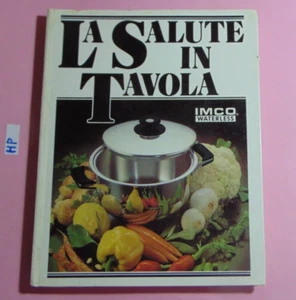 LA SALUTE
IN
TAVOLA
IMCO
WATERLESS
HP